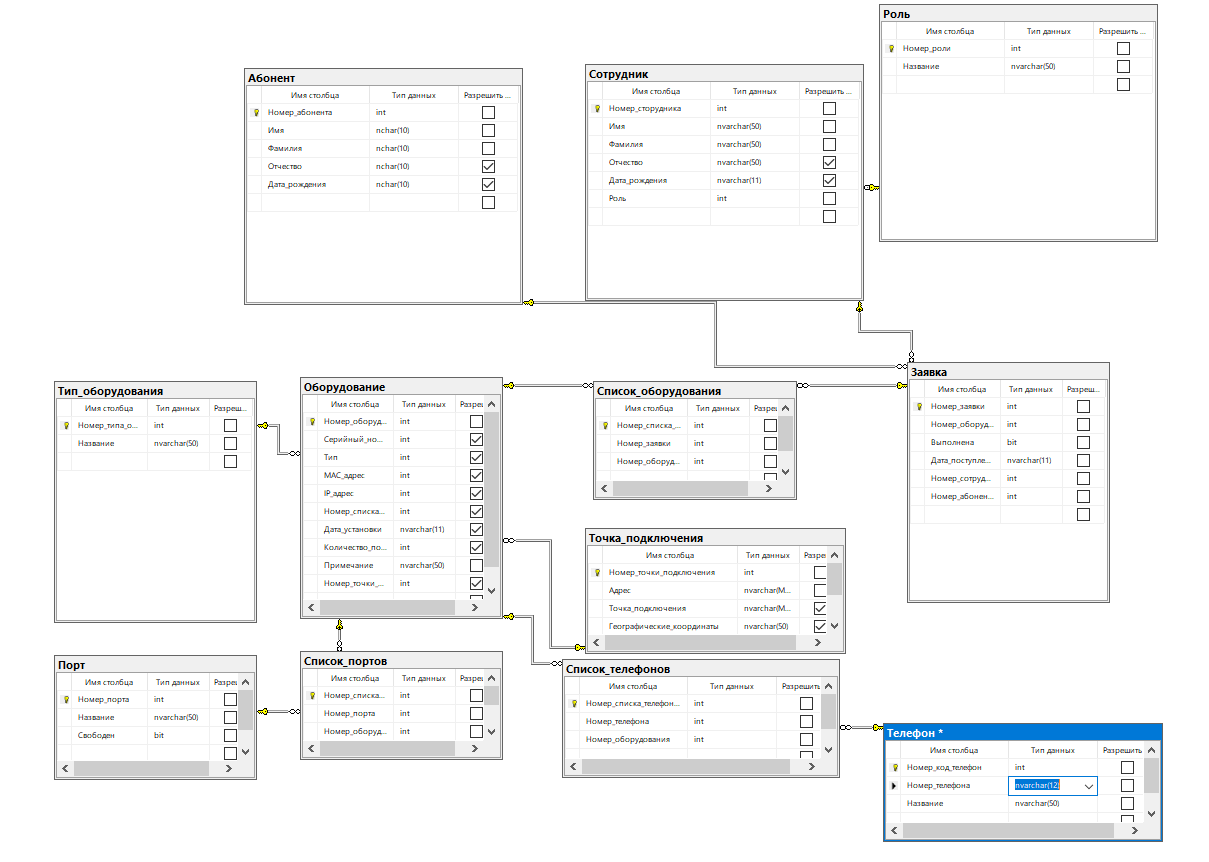 Роль
Имя столбца Тип данных Разрешить ...
Номер_роли int
Название nvarchar(50)
Абонент
Имя столбца Тип данных Разрешить ...
Номер_абонента int
Имя nchar(10)
Фамилия nchar(10)
Отчество nchar(10)
Дата_рождения nchar(10)
Сотрудник
Имя столбца Тип данных Разрешить ...
Номер_сторудника int
Имя nvarchar(50)
Фамилия nvarchar(50)
Отчество nvarchar(50)
Дата_рождения nvarchar(11)
Роль int
Тип_оборудования
Имя столбца Тип данных Разреш...
Номер_типа_о... int
Название nvarchar(50)
Оборудование
Имя столбца Тип данных Разреш
Номер_оборуд... int
Серийный_но... int
Тип int
MAC_адрес int
IP_адрес int
Номер_списка... int
Дата_установки nvarchar(11)
Количество_по... int
Примечание nvarchar(50)
Номер_точки_... int
Список_оборудования
Имя столбца Тип данных Разреш
Номер_списка_... int
Номер_заявки int
Номер_оборуд... int
Заявка
Имя столбца Тип данных Разреш...
Номер_заявки int
Номер_оборуд... int
Выполнена bit
Дата_поступле... nvarchar(11)
Номер_сотруд... int
Номер_абонен... int
Точка_подключения
Имя столбца Тип данных Разре
Номер_точки_подключения int
Адрес nvarchar(M...
Точка_подключения nvarchar(M...
Географические_координаты nvarchar(50)
Порт
Имя столбца Тип данных Разреш
Номер_порта int
Название nvarchar(50)
Свободен bit
Список_портов
Имя столбца Тип данных Разреш
Номер_списка... int
Номер_порта int
Номер_оборуд... int
Список_телефонов
Имя столбца Тип данных Разрешить
Номер_списка_телефон... int
Номер_телефона int
Номер_оборудования int
Телефон *
Имя столбца Тип данных Разрешить
Номер_код_телефон int
Номер_телефона nvarchar(12)
Название nvarchar(50)